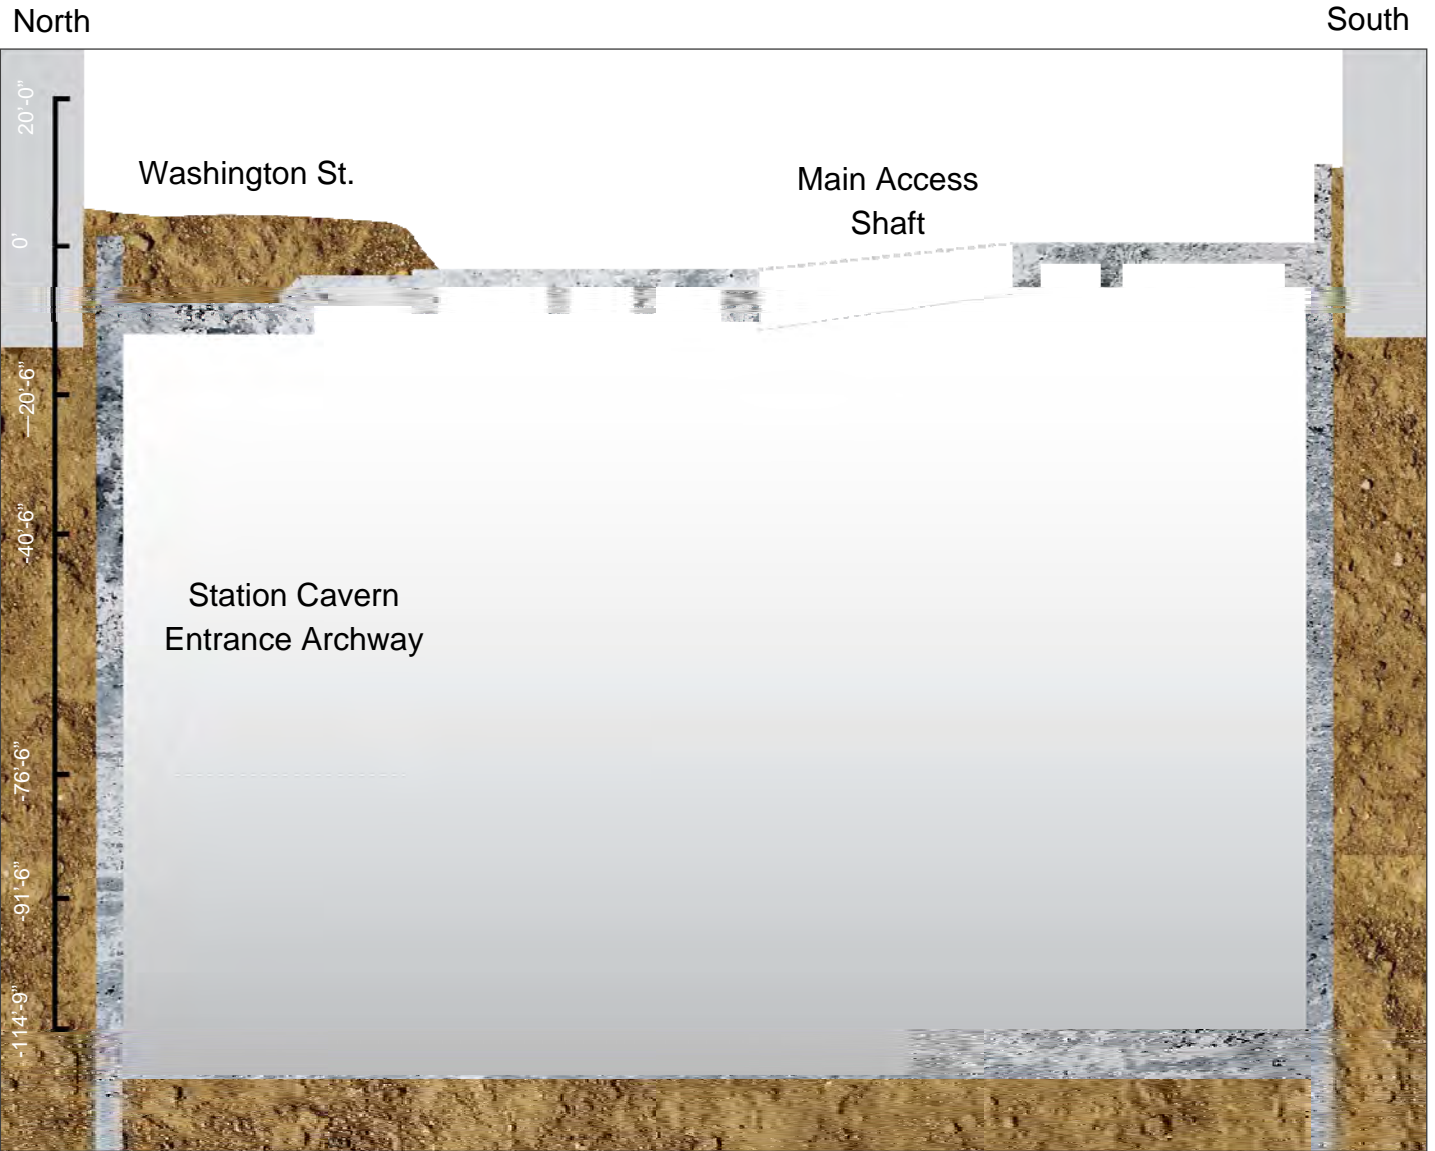 North
South
20'-0"
Washington St.
Main Access
Shaft
0'
—20'-6"
-40'-6"
Station Cavern
Entrance Archway
-76'-6"
-91'-6"
-114'-9"